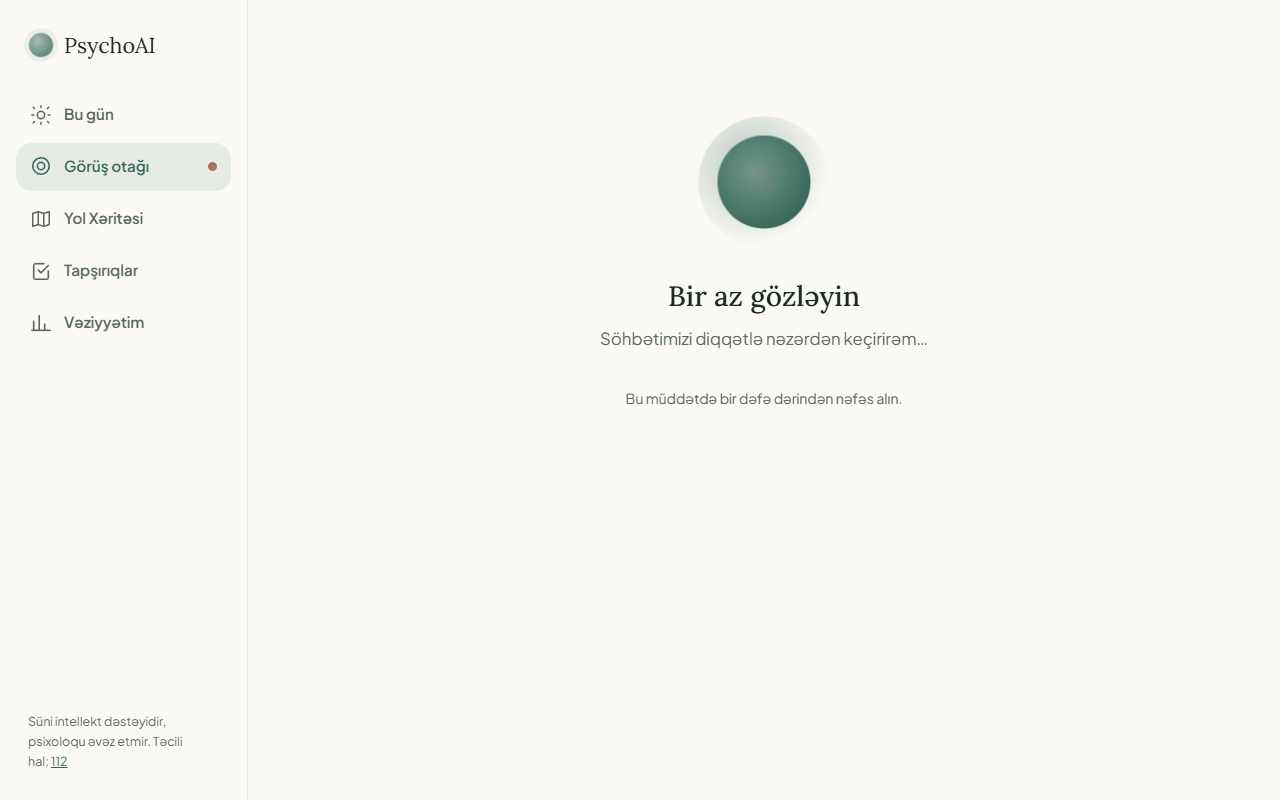 PsychoAI
Bu gün
Görüş otağı
Yol Xəritəsi
Tapşırıqlar
Vəziyyətim
Bir az gözləyin
Söhbətimizi diqqətlə nəzərdən keçirirəm...
Bu müddətdə bir dəfə dərindən nəfəs alın.
Süni intellekt dəstəyidir,
psixoloqu əvəz etmir. Təcili
hal: 112